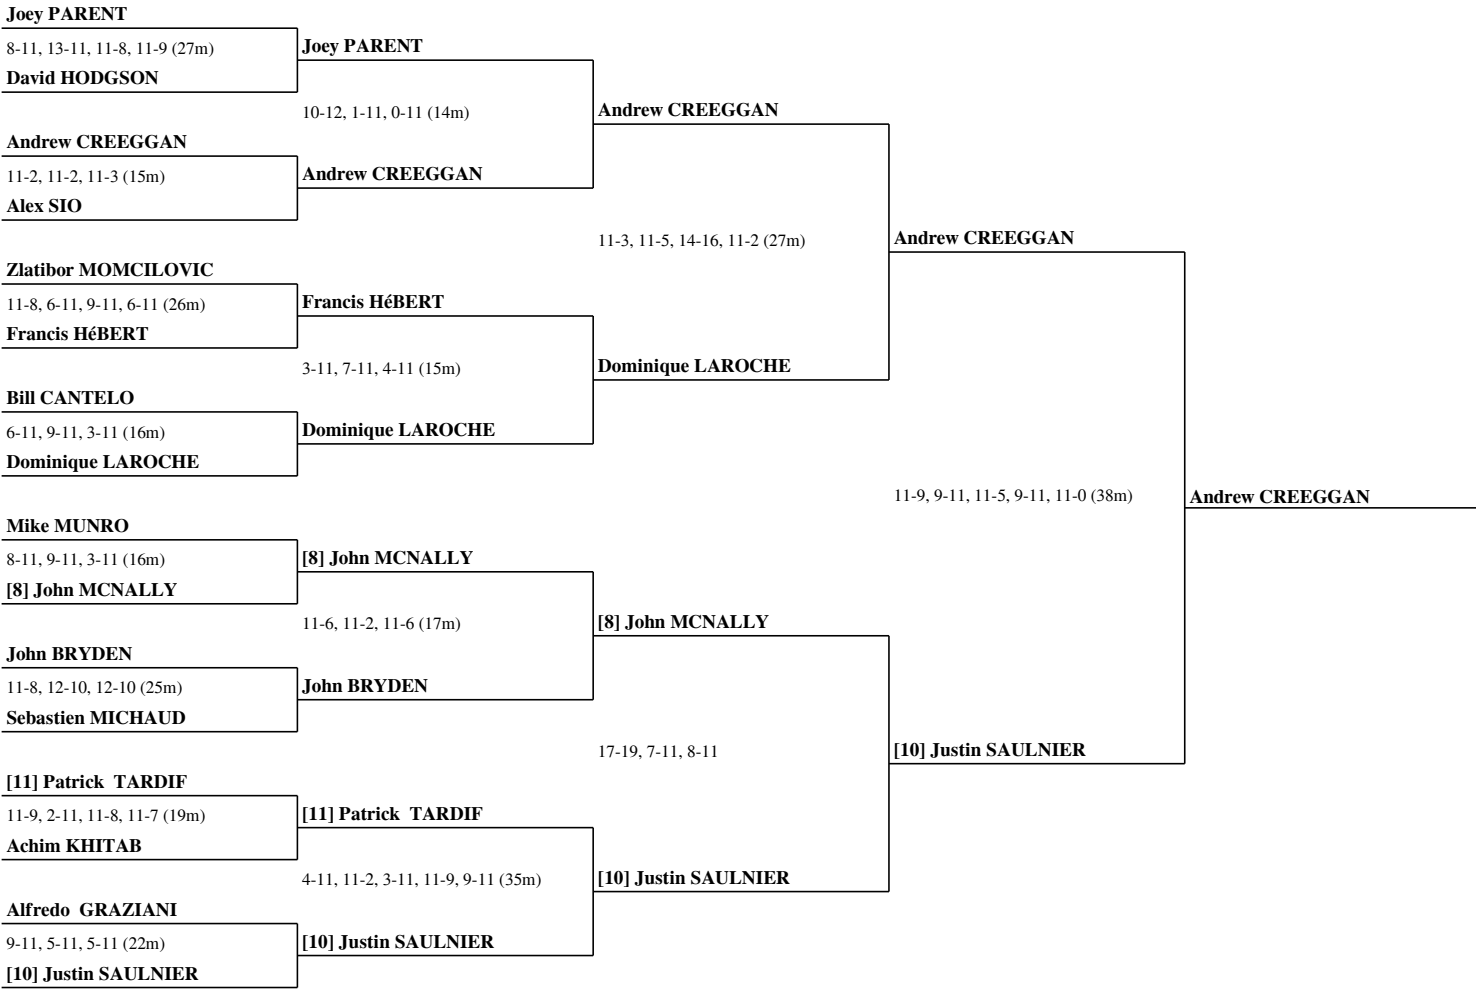 Joey PARENT
8-11, 13-11, 11-8, 11-9 (27m)
David HODGSON
Andrew CREEGGAN
11-2, 11-2, 11-3 (15m)
Alex SIO
Zlatibor MOMCILOVIC
11-8, 6-11, 9-11, 6-11 (26m)
Francis HéBERT
Bill CANTELO
6-11, 9-11, 3-11 (16m)
Dominique LAROCHE
Mike MUNRO
8-11, 9-11, 3-11 (16m)
[8] John MCNALLY
John BRYDEN
11-8, 12-10, 12-10 (25m)
Sebastien MICHAUD
[11] Patrick  TARDIF
11-9, 2-11, 11-8, 11-7 (19m)
Achim KHITAB
Alfredo  GRAZIANI
9-11, 5-11, 5-11 (22m)
[10] Justin SAULNIER
Joey PARENT
10-12, 1-11, 0-11 (14m)
Andrew CREEGGAN
Francis HéBERT
3-11, 7-11, 4-11 (15m)
Dominique LAROCHE
[8] John MCNALLY
11-6, 11-2, 11-6 (17m)
John BRYDEN
[11] Patrick  TARDIF
4-11, 11-2, 3-11, 11-9, 9-11 (35m)
[10] Justin SAULNIER
Andrew CREEGGAN
11-3, 11-5, 14-16, 11-2 (27m)
Dominique LAROCHE
[8] John MCNALLY
17-19, 7-11, 8-11
[10] Justin SAULNIER
Andrew CREEGGAN
11-9, 9-11, 11-5, 9-11, 11-0 (38m)
[10] Justin SAULNIER
Andrew CREEGGAN